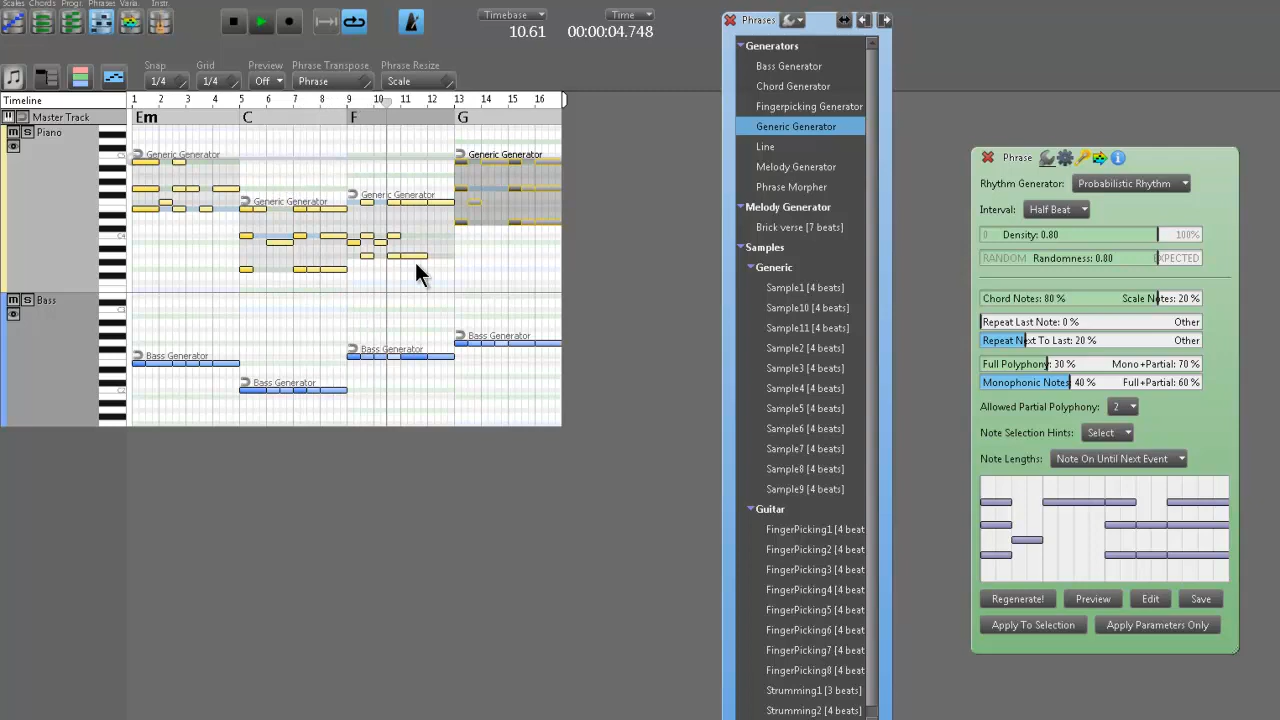 Scales Chords Progr. Phrases Varia. Instr.
Timebase
10.61
Time
00:00:04.748
Snap Grid Preview Phrase Transpose Phrase Resize
1/4 1/4 Off Phrase Scale
Timeline
1 2 3 4 5 6 7 8 9 10 11 12 13 14 15 16
Master Track
Em C F G
m S Piano
Generic Generator
Generic Generator
Generic Generator
Generic Generator
C4
m S Bass
Bass Generator
Bass Generator
Bass Generator
Bass Generator
Phrases
Generators
Bass Generator
Chord Generator
Fingerpicking Generator
Generic Generator
Line
Melody Generator
Phrase Morpher
Melody Generator
Brick verse [7 beats]
Samples
Generic
Sample1 [4 beats]
Sample10 [4 beats]
Sample11 [4 beats]
Sample2 [4 beats]
Sample3 [4 beats]
Sample4 [4 beats]
Sample5 [4 beats]
Sample6 [4 beats]
Sample7 [4 beats]
Sample8 [4 beats]
Sample9 [4 beats]
Guitar
FingerPicking1 [4 beat
FingerPicking2 [4 beat
FingerPicking3 [4 beat
FingerPicking4 [4 beat
FingerPicking5 [4 beat
FingerPicking6 [4 beat
FingerPicking7 [4 beat
FingerPicking8 [4 beat
Strumming1 [3 beats]
Strumming2 [4 beats]
Phrase
Rhythm Generator: Probabilistic Rhythm
Interval: Half Beat
0 Density: 0.80 100%
RANDOM Randomness: 0.80 EXPECTED
Chord Notes: 80 % Scale Notes: 20 %
Repeat Last Note: 0 % Other
Repeat Next To Last: 20 % Other
Full Polyphony: 30 % Mono+Partial: 70 %
Monophonic Notes: 40 % Full+Partial: 60 %
Allowed Partial Polyphony: 2
Note Selection Hints: Select
Note Lengths: Note On Until Next Event
Regenerate! Preview Edit Save
Apply To Selection Apply Parameters Only